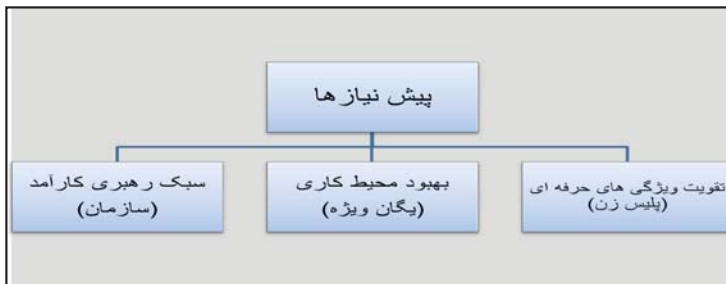 پیش نیازها
تقویت ویژگی های حرفه ای
(پلیس زن)
بهبود محیط کاری
(یگان ویژه)
سبک رهبری کارآمد
(سازمان)